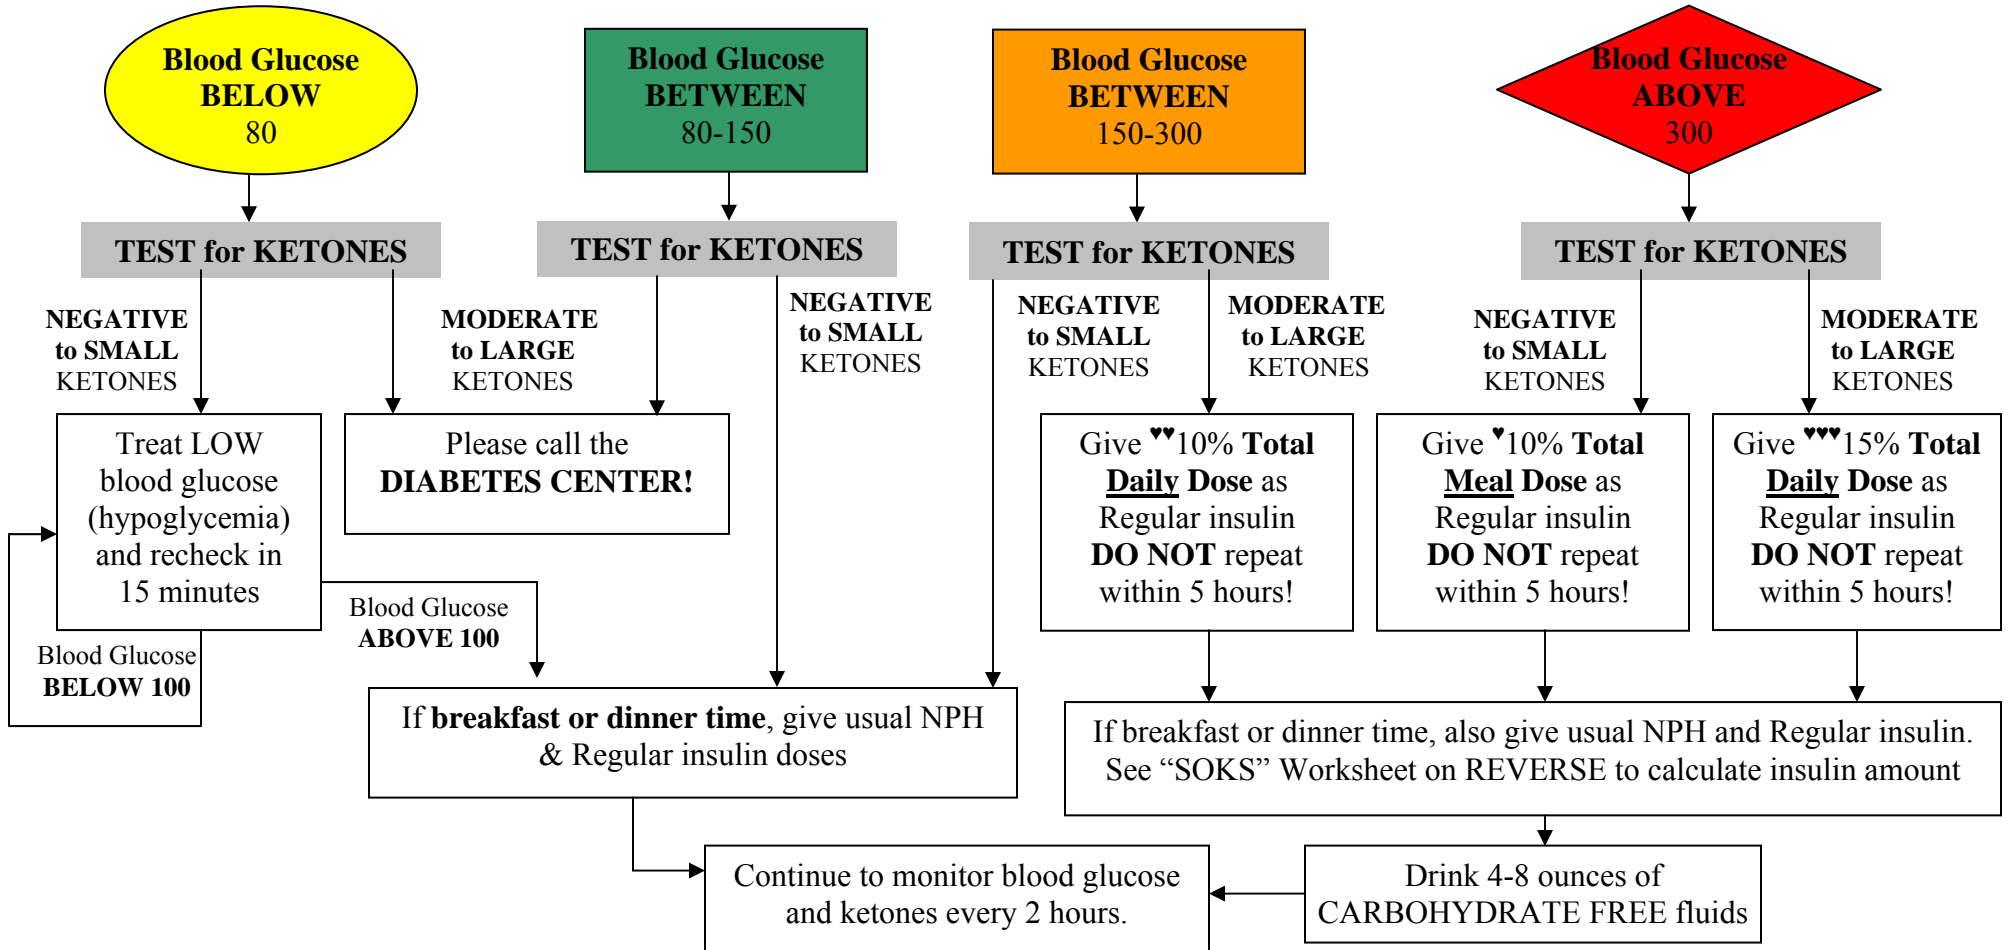 Blood Glucose
BELOW
80
Blood Glucose
BETWEEN
80-150
Blood Glucose
BETWEEN
150-300
Blood Glucose
ABOVE
300
TEST for KETONES
TEST for KETONES
TEST for KETONES
TEST for KETONES
NEGATIVE
to SMALL
KETONES
MODERATE
to LARGE
KETONES
NEGATIVE
to SMALL
KETONES
NEGATIVE
to SMALL
KETONES
MODERATE
to LARGE
KETONES
NEGATIVE
to SMALL
KETONES
MODERATE
to LARGE
KETONES
Treat LOW
blood glucose
(hypoglycemia)
and recheck in
15 minutes
Please call the
DIABETES CENTER!
Give ♥♥10% Total
Daily Dose as
Regular insulin
DO NOT repeat
within 5 hours!
Give ♥10% Total
Meal Dose as
Regular insulin
DO NOT repeat
within 5 hours!
Give ♥♥♥15% Total
Daily Dose as
Regular insulin
DO NOT repeat
within 5 hours!
Blood Glucose
ABOVE 100
Blood Glucose
BELOW 100
If breakfast or dinner time, give usual NPH
& Regular insulin doses
If breakfast or dinner time, also give usual NPH and Regular insulin.
See “SOKS” Worksheet on REVERSE to calculate insulin amount
Continue to monitor blood glucose
and ketones every 2 hours.
Drink 4-8 ounces of
CARBOHYDRATE FREE fluids